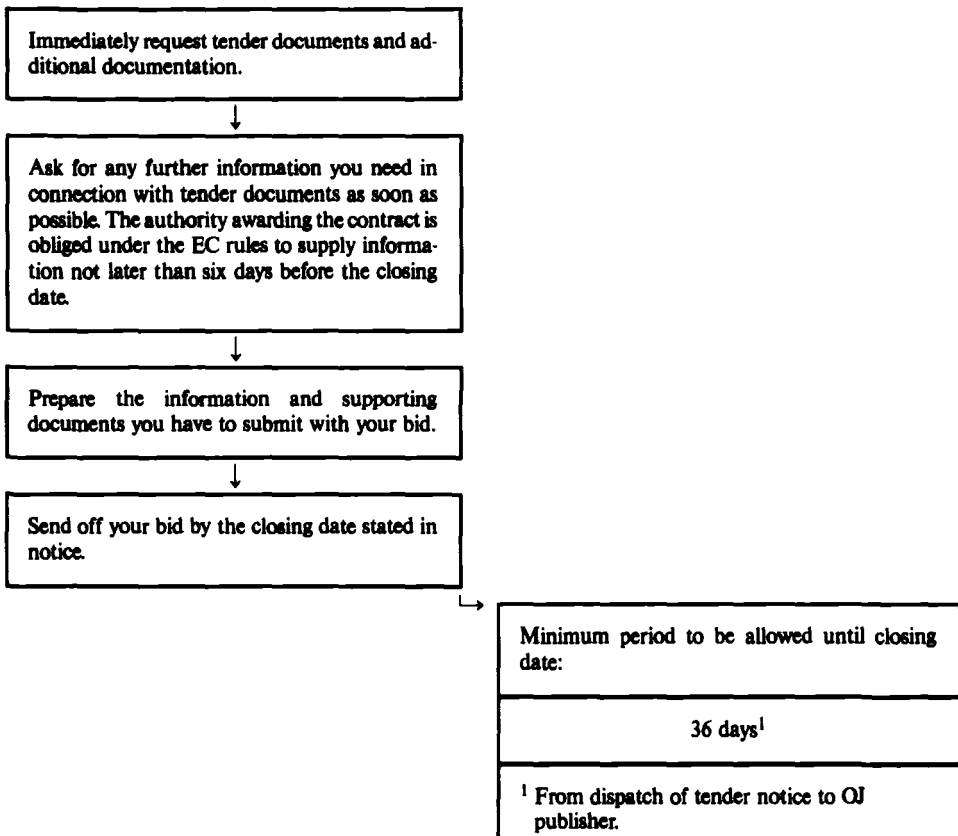 Immediately request tender documents and ad-
ditional documentation.
Ask for any further information you need in
connection with tender documents as soon as
possible. The authority awarding the contract is
obliged under the EC rules to supply informa-
tion not later than six days before the closing
date.
Prepare the information and supporting
documents you have to submit with your bid.
Send off your bid by the closing date stated in
notice.
Minimum period to be allowed until closing
date:
36 days¹
¹ From dispatch of tender notice to OJ
publisher.